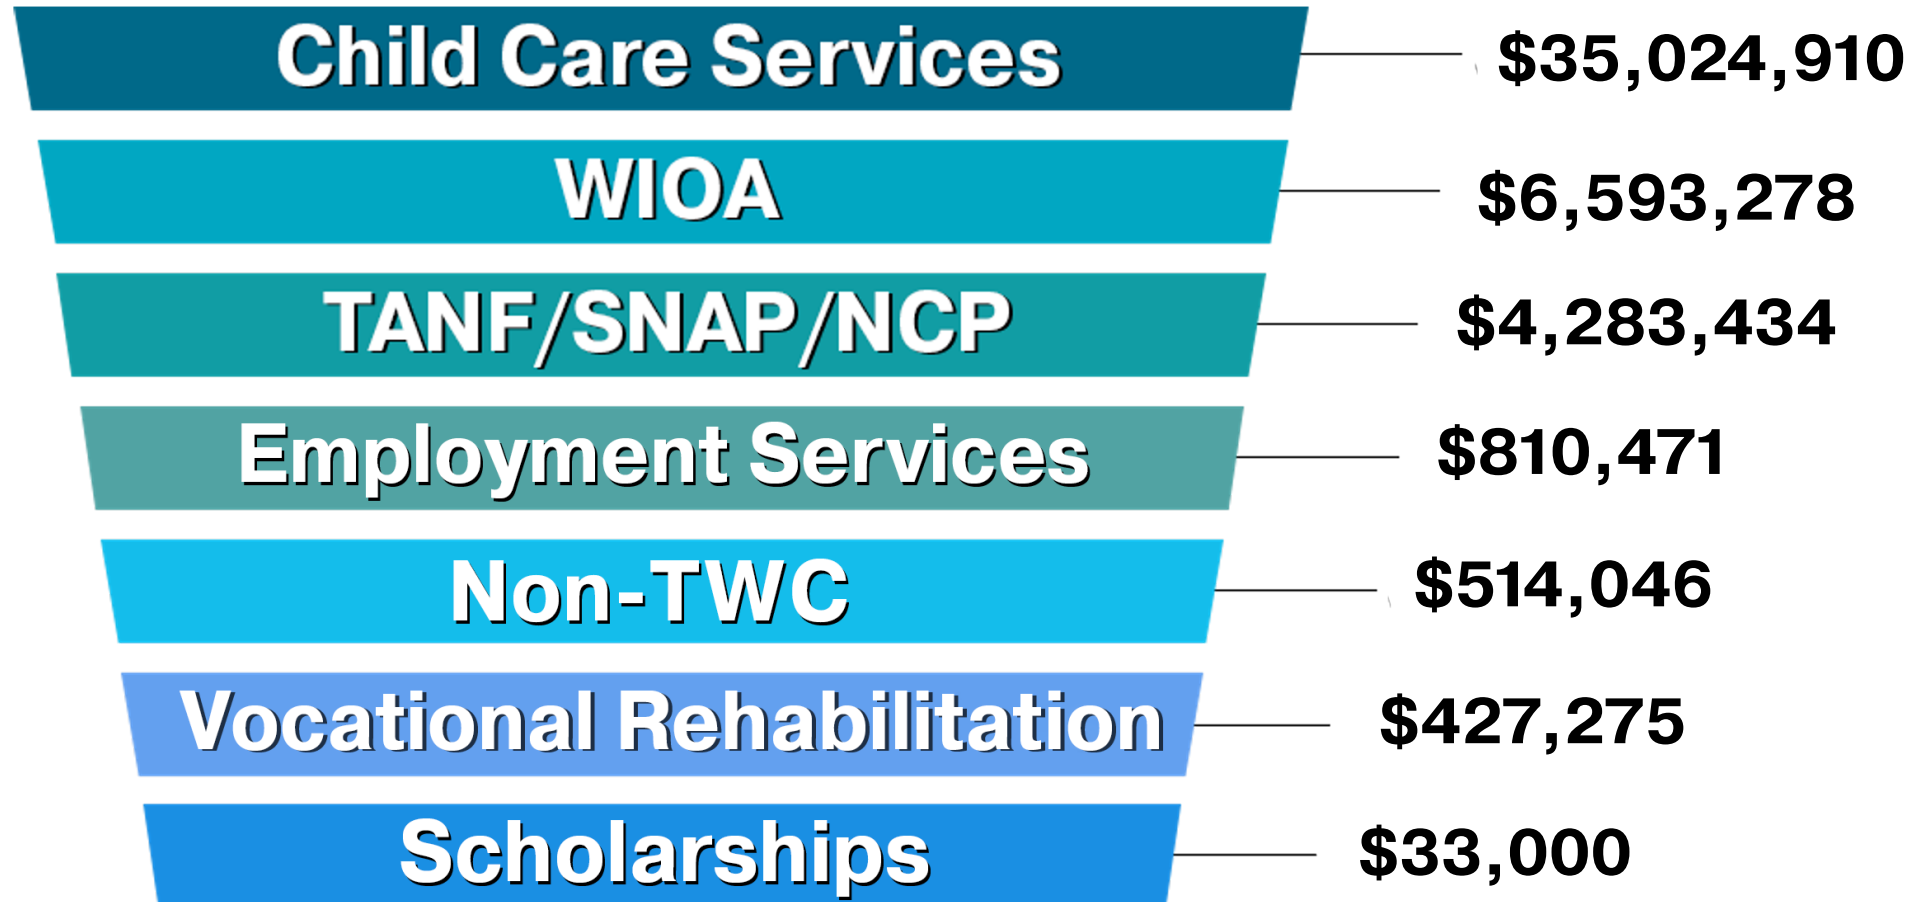 Child Care Services $35,024,910
WIOA $6,593,278
TANF/SNAP/NCP $4,283,434
Employment Services $810,471
Non-TWC $514,046
Vocational Rehabilitation $427,275
Scholarships $33,000